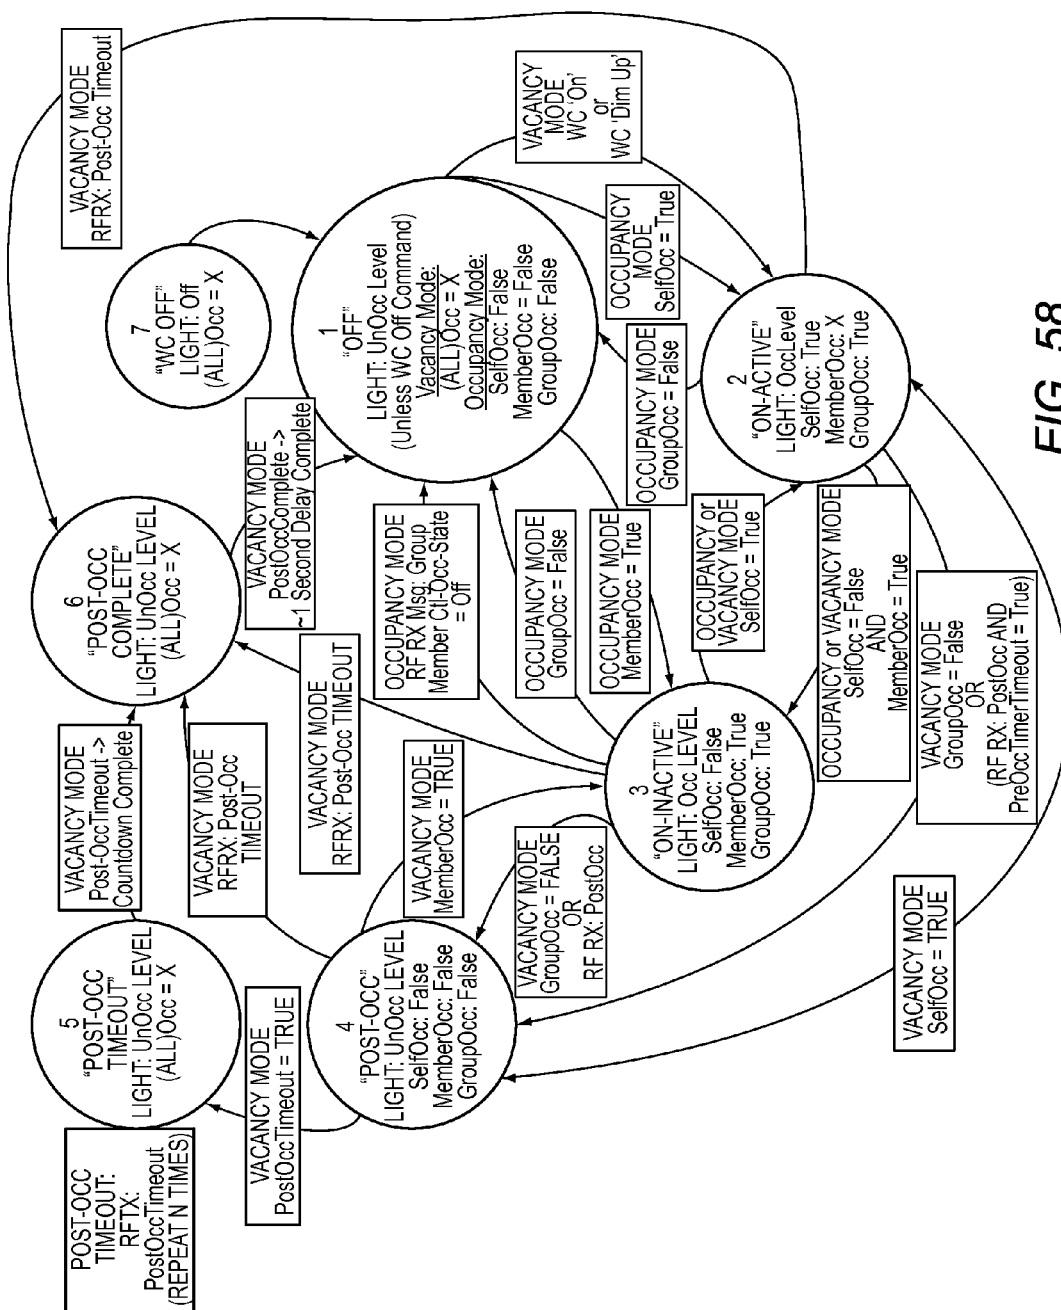 POST-OCC
TIMEOUT:
RFTX:
PostOccTimeout
(REPEAT N TIMES)
5
“POST-OCC
TIMEOUT”
LIGHT: UnOcc LEVEL
(ALL)Occ = X
VACANCY MODE
Post-OccTimeout ->
Countdown Complete
6
“POST-OCC
COMPLETE”
LIGHT: UnOcc LEVEL
(ALL)Occ = X
VACANCY MODE
RFRX: Post-Occ Timeout
VACANCY MODE
PostOccTimeout = TRUE
VACANCY MODE
RFRX: Post-Occ
TIMEOUT
VACANCY MODE
PostOccComplete ->
~1 Second Delay Complete
7
“WC OFF”
LIGHT: Off
(ALL)Occ = X
4
“POST-OCC”
LIGHT: UnOcc LEVEL
SelfOcc: False
MemberOcc: False
GroupOcc: False
VACANCY MODE
MemberOcc = TRUE
VACANCY MODE
RFRX: Post-Occ TIMEOUT
OCCUPANCY MODE
RF RX Msg: Group
Member Ctl-Occ-State
= Off
1
“OFF”
LIGHT: UnOcc Level
(Unless WC Off Command)
Vacancy Mode:
(ALL)Occ = X
Occupancy Mode:
SelfOcc: False
MemberOcc = False
GroupOcc: False
VACANCY
MODE
WC ‘On’
or
WC ‘Dim Up’
VACANCY MODE
GroupOcc = FALSE
OR
RF RX: PostOcc
3
“ON-INACTIVE”
LIGHT: Occ LEVEL
SelfOcc: False
MemberOcc: True
GroupOcc: True
OCCUPANCY MODE
GroupOcc = False
OCCUPANCY MODE
MemberOcc = True
OCCUPANCY MODE
GroupOcc = False
OCCUPANCY
MODE
SelfOcc = True
OCCUPANCY or
VACANCY MODE
SelfOcc = True
2
“ON-ACTIVE”
LIGHT: OccLevel
SelfOcc: True
MemberOcc: X
GroupOcc: True
OCCUPANCY or VACANCY MODE
SelfOcc = False
AND
MemberOcc = True
VACANCY MODE
GroupOcc = False
OR
(RF RX: PostOcc AND
PreOccTimerTimeout = True)
VACANCY MODE
SelfOcc = TRUE
FIG. 58